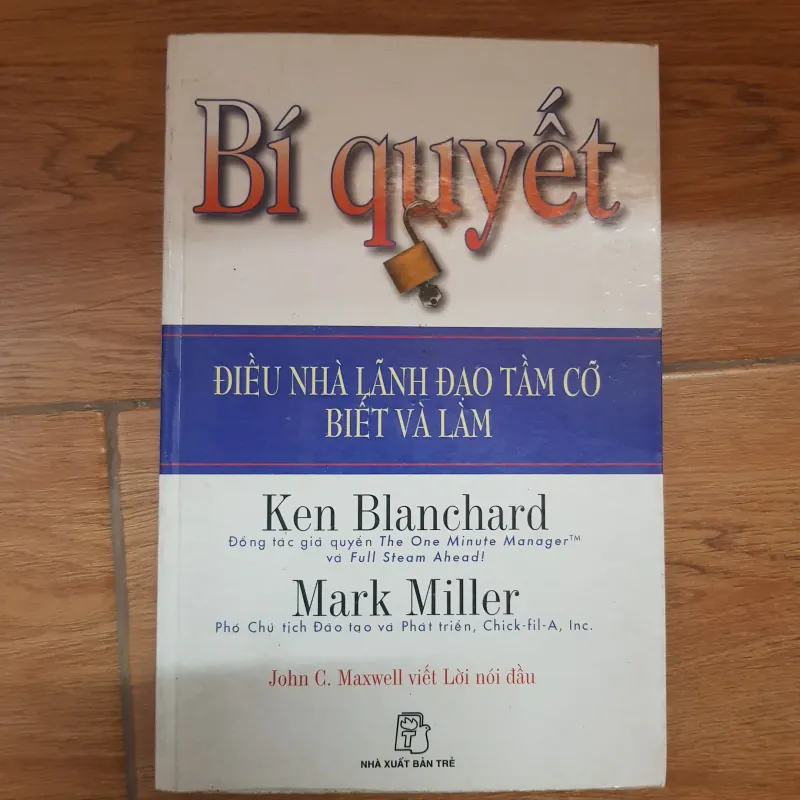 Bí quyết
ĐIỀU NHÀ LÃNH ĐẠO TẦM CỠ
BIẾT VÀ LÀM
Ken Blanchard
Đồng tác giả quyển The One Minute Manager™
và Full Steam Ahead!
Mark Miller
Phó Chủ tịch Đào tạo và Phát triển, Chick-fil-A, Inc.
John C. Maxwell viết Lời nói đầu
T
NHÀ XUẤT BẢN TRẺ